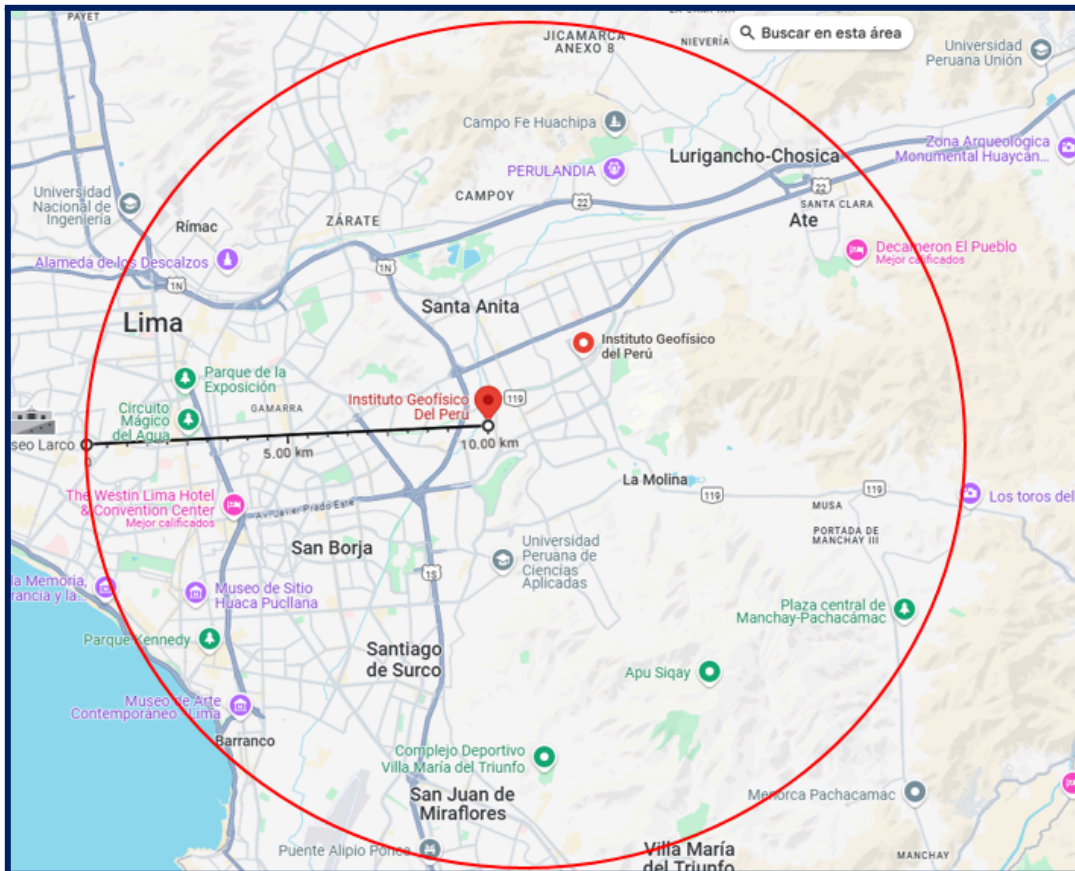 PAYET
JICAMARCA
ANEXO 8
NIEVERÍA
Buscar en esta área
Universidad
Peruana Unión
Campo Fe Huachipa
Zona Arqueológica
Monumental Huaycán...
Lurigancho-Chosica
PERULANDIA
22
Universidad
Nacional de
Ingeniería
CAMPOY
22
SANTA CLARA
Rímac
ZÁRATE
Ate
Decameron El Pueblo
Mejor calificados
Alameda de los Descalzos
1N
1N
Santa Anita
Lima
Instituto Geofísico
del Perú
Parque de la
Exposición
Instituto Geofísico
Del Peru
119
GAMARRA
Circuito
Mágico
del Agua
seo Larco
0
5.00 km
10.00 km
La Molina
119
119
The Westin Lima Hotel
& Convention Center
Mejor calificados
Av. Javier Prado Este
MUSA
Los toros del
PORTADA DE
MANCHAY III
San Borja
Universidad
Peruana de
Ciencias
Aplicadas
1S
la Memoria,
rancia y la...
Museo de Sitio
Huaca Pucllana
Plaza central de
Manchay-Pachacámac
Parque Kennedy
Santiago
de Surco
Apu Siqay
Museo de Arte
Contemporáneo - Lima
Barranco
Complejo Deportivo
Villa María del Triunfo
San Juan de
Miraflores
Menorca Pachacamac
Puente Alipio Ponce
Villa María
del Triunfo
MANCHAY